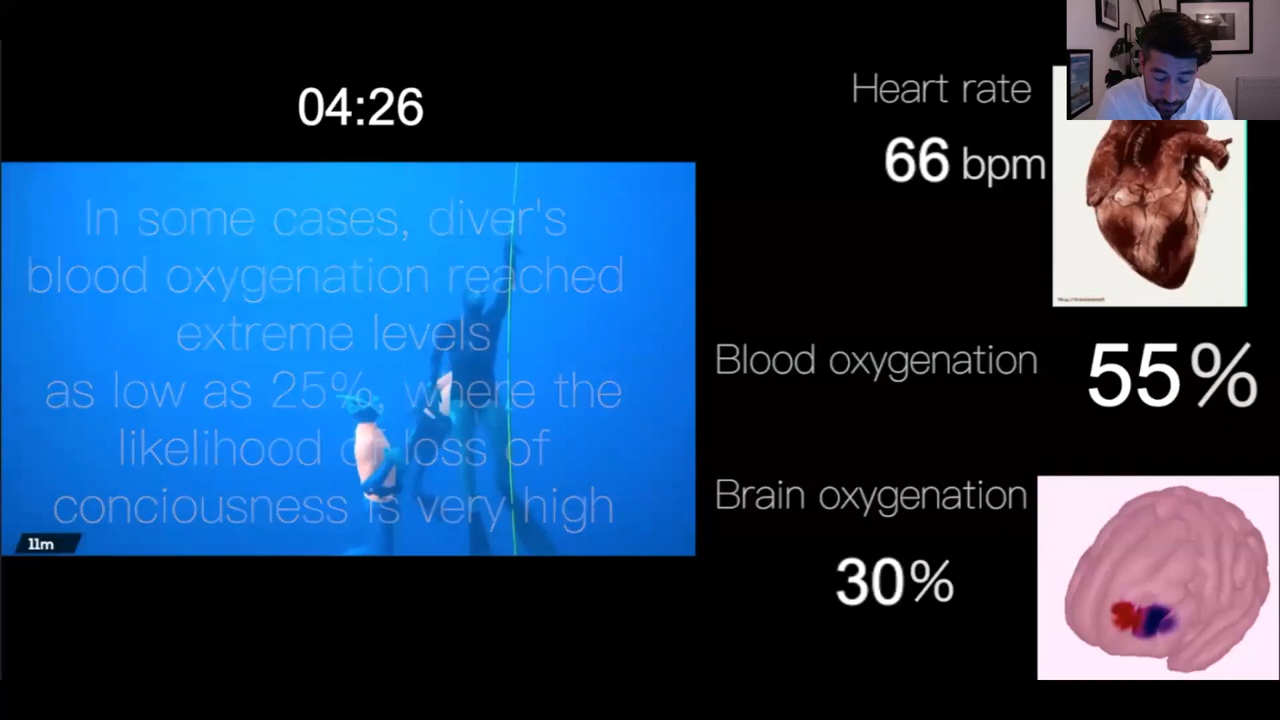 04:26
In some cases, diver's
blood oxygenation reached
extreme levels
as low as 25%, where the
likelihood of loss of
conciousness is very high
11m
Heart rate
66 bpm
Blood oxygenation
55%
Brain oxygenation
30%